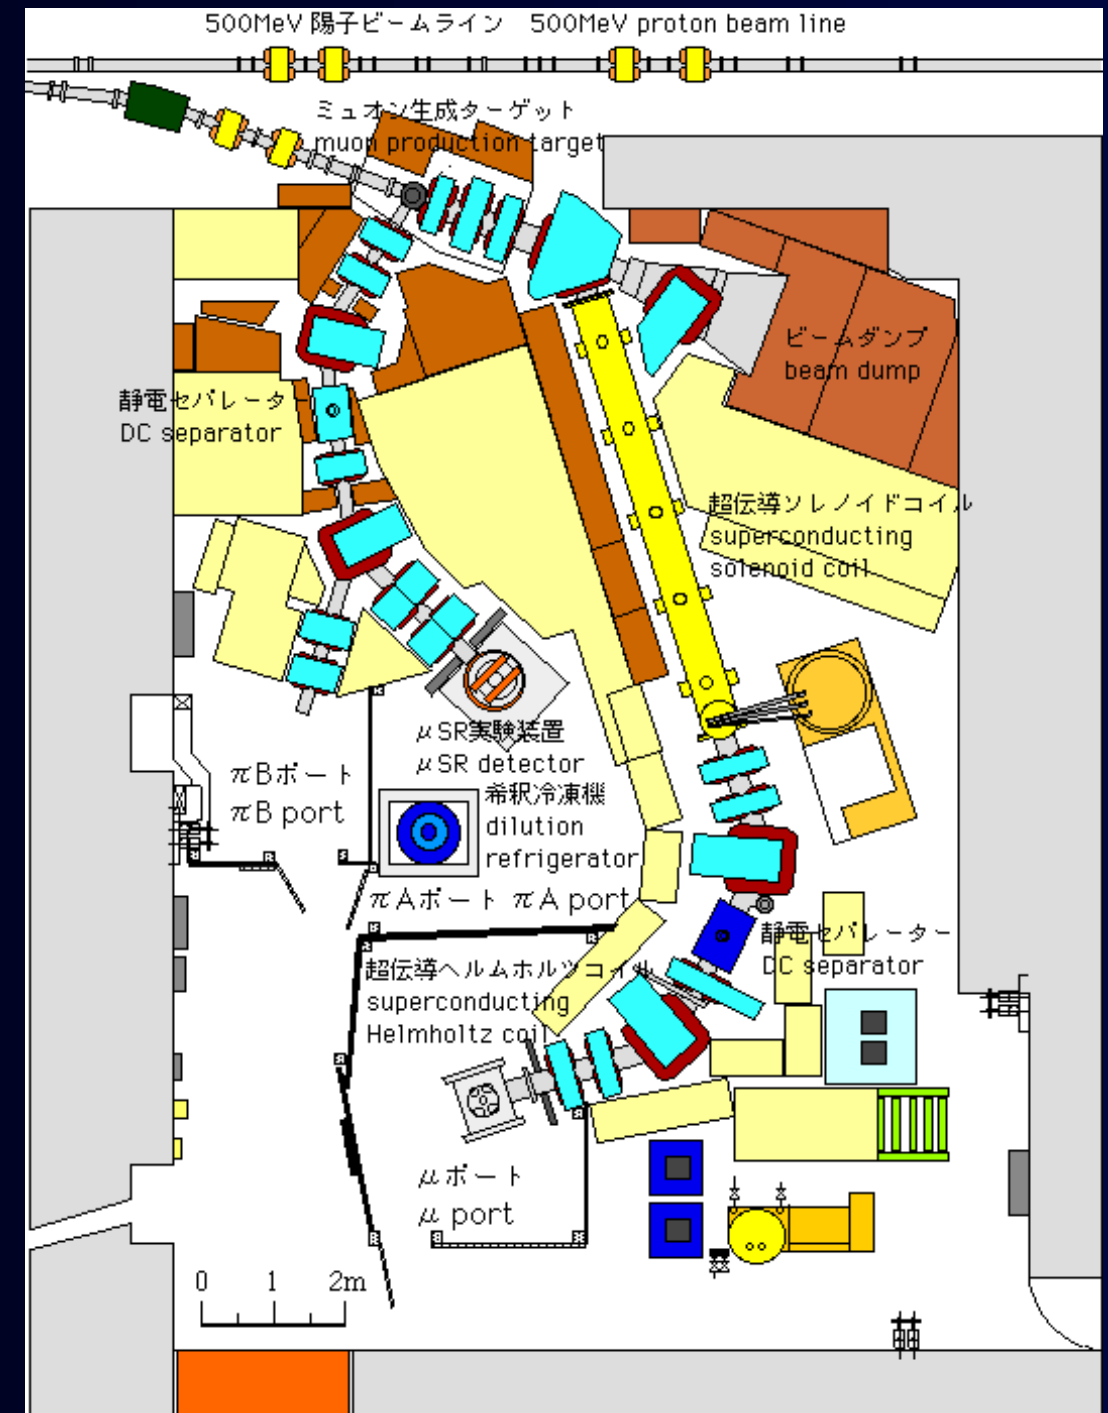 500MeV 陽子ビームライン 500MeV proton beam line
ミュオン生成ターゲット
muon production target
ビームダンプ
beam dump
静電セパレーター
DC separator
超伝導ソレノイドコイル
superconducting
solenoid coil
μSR実験装置
μSR detector
πBポート
πB port
希釈冷凍機
dilution
refrigerator
πAポート πA port
静電セパレーター
DC separator
超伝導ヘルムホルツコイル
superconducting
Helmholtz coil
μポート
μ port
0 1 2m